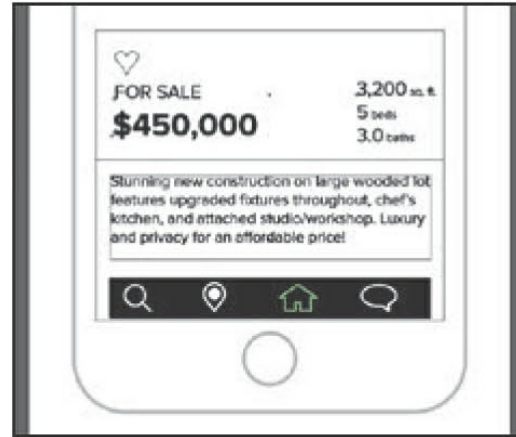 FOR SALE
$450,000
3,200 sq. ft.
5 beds
3.0 baths
Stunning new construction on large wooded lot
features upgraded fixtures throughout, chef's
kitchen, and attached studio/workshop. Luxury
and privacy for an affordable price!